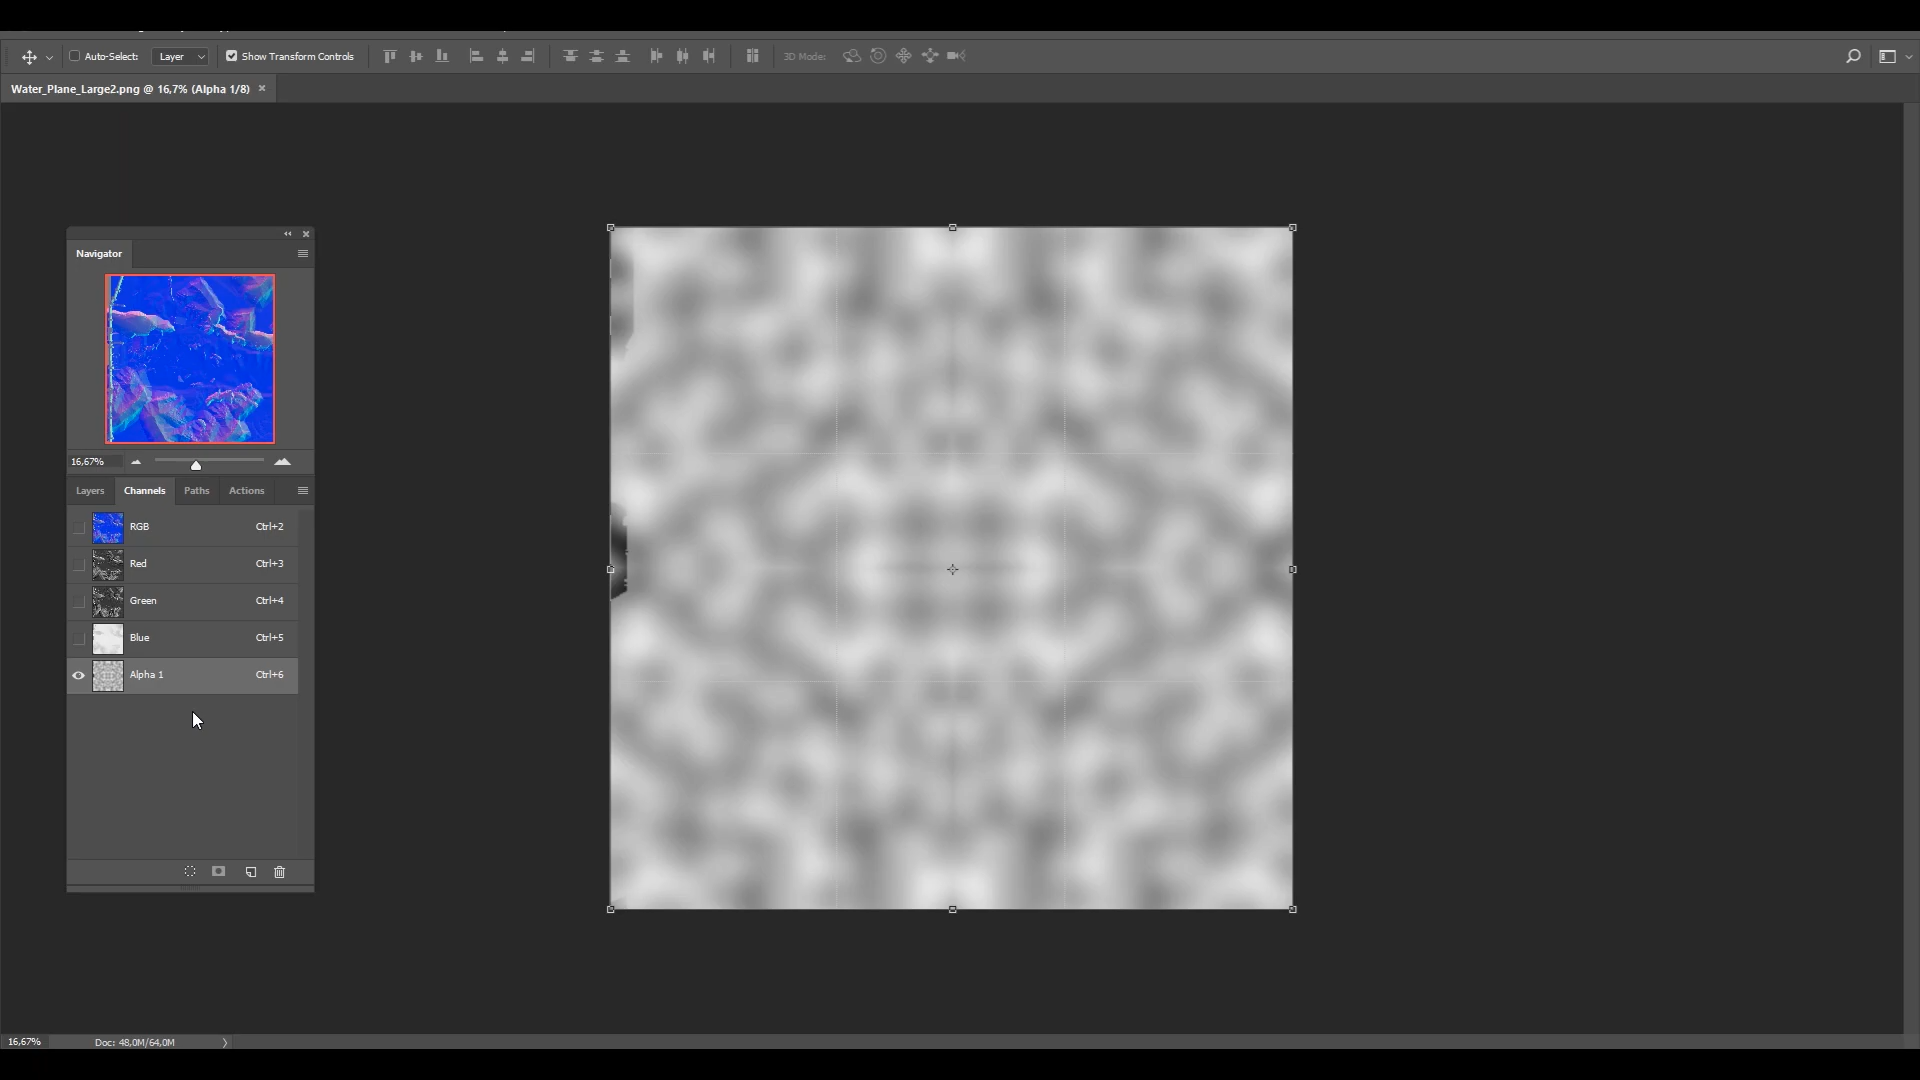 Auto-Select: Layer Show Transform Controls 3D Mode:
Water_Plane_Large2.png @ 16,7% (Alpha 1/8)
Navigator
16,67%
Layers Channels Paths Actions
RGB Ctrl+2
Red Ctrl+3
Green Ctrl+4
Blue Ctrl+5
Alpha 1 Ctrl+6
16,67% Doc: 48,0M/64,0M